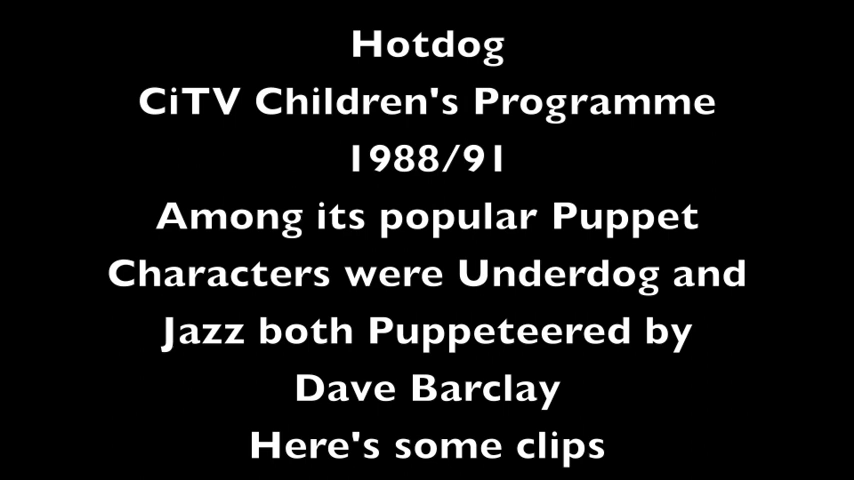 Hotdog
CiTV Children's Programme
1988/91
Among its popular Puppet
Characters were Underdog and
Jazz both Puppeteered by
Dave Barclay
Here's some clips